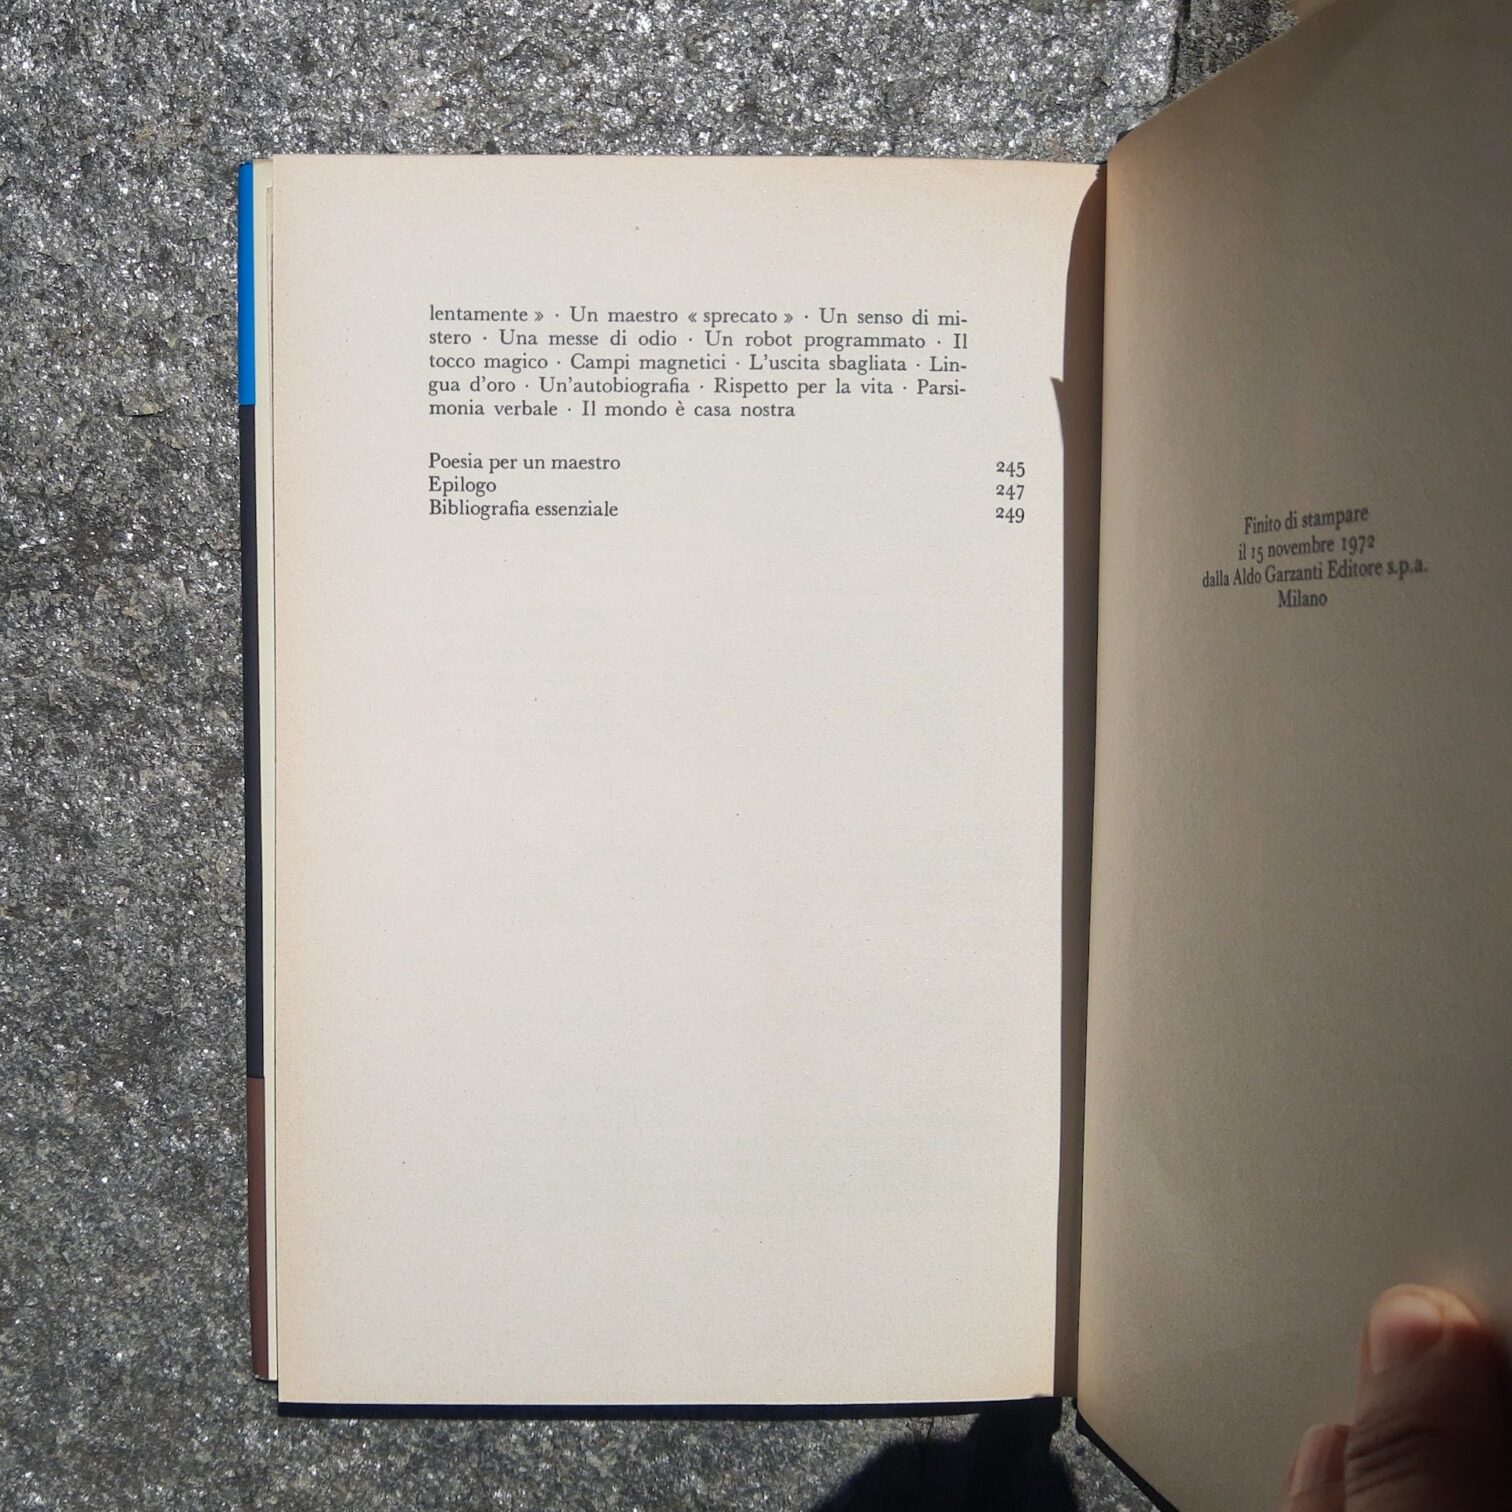 lentamente » · Un maestro « sprecato » · Un senso di mi-
stero · Una messe di odio · Un robot programmato · Il
tocco magico · Campi magnetici · L'uscita sbagliata · Lin-
gua d'oro · Un'autobiografia · Rispetto per la vita · Parsi-
monia verbale · Il mondo è casa nostra
Poesia per un maestro 245
Epilogo 247
Bibliografia essenziale 249
Finito di stampare
il 15 novembre 1972
dalla Aldo Garzanti Editore s.p.a.
Milano